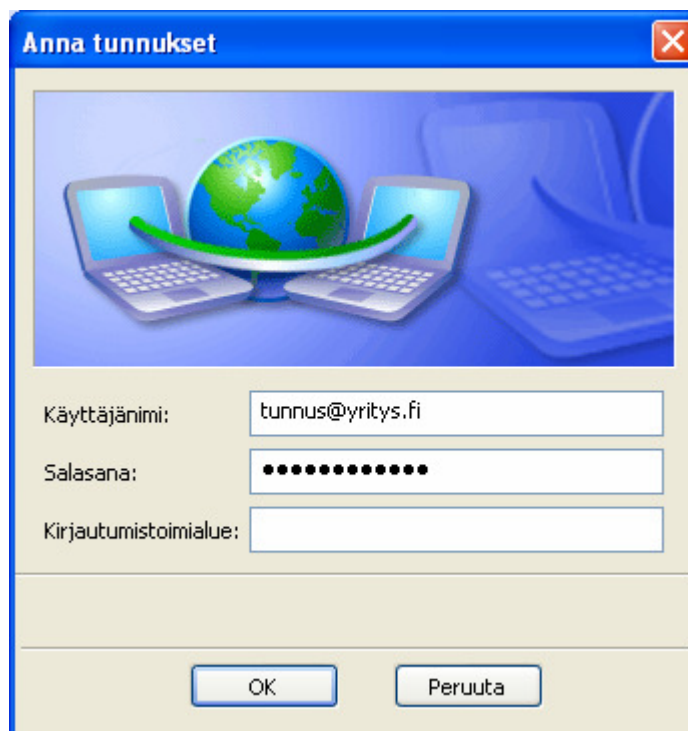 Anna tunnukset
Käyttäjänimi: tunnus@yritys.fi
Salasana: ●●●●●●●●●●●●
Kirjautumistoimialue:
OK Peruuta